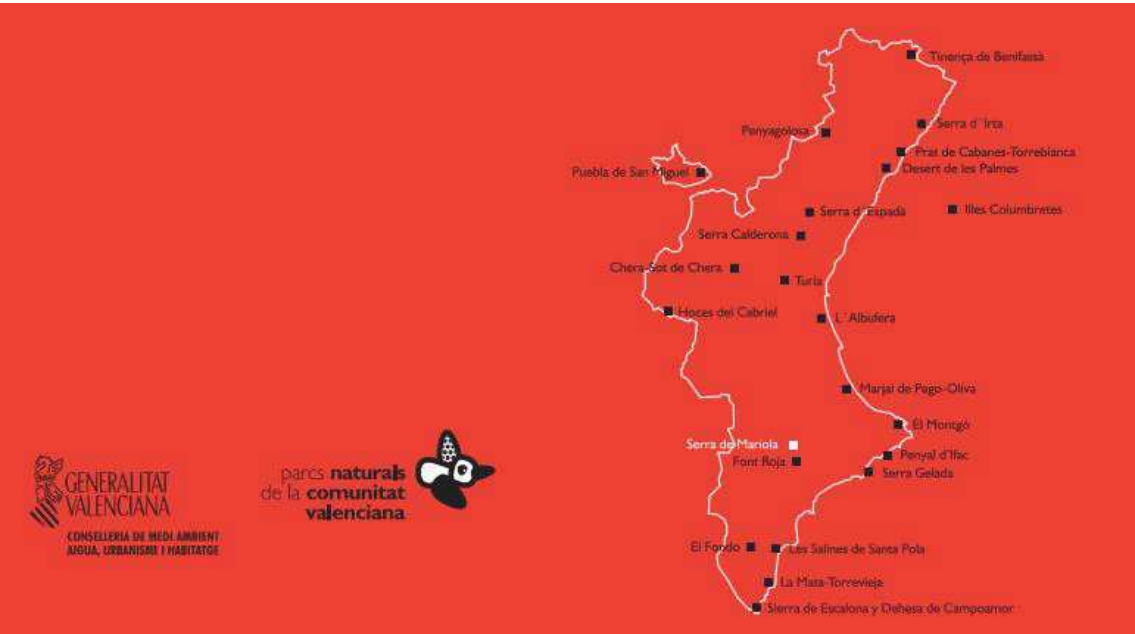 Tinença de Benifassà
Serra d´Irta
Penyagolosa
Prat de Cabanes-Torreblanca
Desert de les Palmes
Puebla de San Miguel
Serra d´Espadà
Illes Columbretes
Serra Calderona
Chera-Sot de Chera
Turia
Hoces del Cabriel
L´Albufera
Marjal de Pego-Oliva
El Montgó
Serra de Mariola
Font Roja
Penyal d'Ifac
Serra Gelada
GENERALITAT
VALENCIANA
CONSELLERIA DE MEDI AMBIENT
AIGUA, URBANISME I HABITATGE
parcs naturals
de la comunitat
valenciana
El Fondo
Les Salines de Santa Pola
La Mata-Torrevieja
Sierra de Escalona y Dehesa de Campoamor